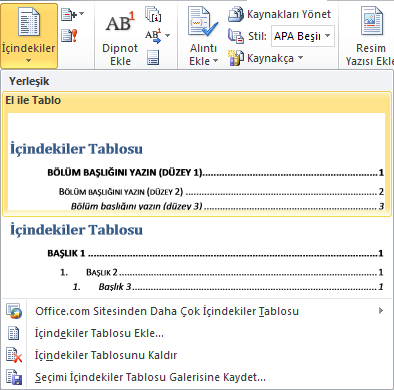 İçindekiler
AB¹
Dipnot
Ekle
Alıntı
Ekle
Kaynakları Yönet
Stil: APA Beşin
Kaynakça
Resim
Yazısı Ekle
Yerleşik
El ile Tablo
İçindekiler Tablosu
BÖLÜM BAŞLIĞINI YAZIN (DÜZEY 1)........................................................1
BÖLÜM BAŞLIĞINI YAZIN (DÜZEY 2)........................................................2
Bölüm başlığını yazın (düzey 3)........................................................3
İçindekiler Tablosu
BAŞLIK 1........................................................1
1. BAŞLIK 2........................................................1
1. Başlık 3........................................................1
Office.com Sitesinden Daha Çok İçindekiler Tablosu
İçindekiler Tablosu Ekle...
İçindekiler Tablosunu Kaldır
Seçimi İçindekiler Tablosu Galerisine Kaydet...